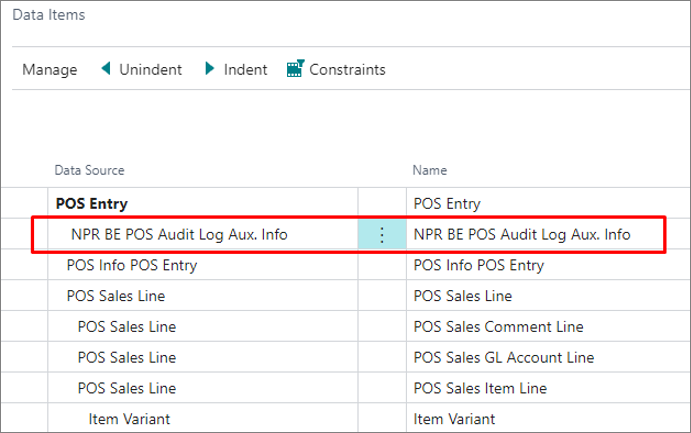 Data Items
Manage Unindent Indent Constraints
Data Source Name
POS Entry POS Entry
NPR BE POS Audit Log Aux. Info NPR BE POS Audit Log Aux. Info
POS Info POS Entry POS Info POS Entry
POS Sales Line POS Sales Line
POS Sales Line POS Sales Comment Line
POS Sales Line POS Sales GL Account Line
POS Sales Line POS Sales Item Line
Item Variant Item Variant